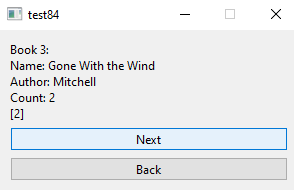 test84
Book 3:
Name: Gone With the Wind
Author: Mitchell
Count: 2
[2]
Next
Back